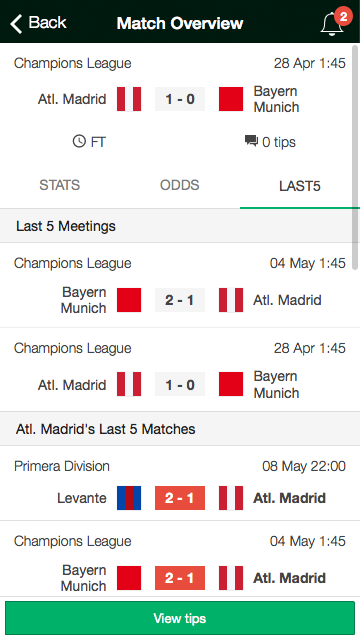 Back
Match Overview
2
Champions League 28 Apr 1:45
Atl. Madrid 1 - 0 Bayern
Munich
FT 0 tips
STATS ODDS LAST5
Last 5 Meetings
Champions League 04 May 1:45
Bayern
Munich 2 - 1 Atl. Madrid
Champions League 28 Apr 1:45
Atl. Madrid 1 - 0 Bayern
Munich
Atl. Madrid's Last 5 Matches
Primera Division 08 May 22:00
Levante 2 - 1 Atl. Madrid
Champions League 04 May 1:45
Bayern
Munich 2 - 1 Atl. Madrid
View tips